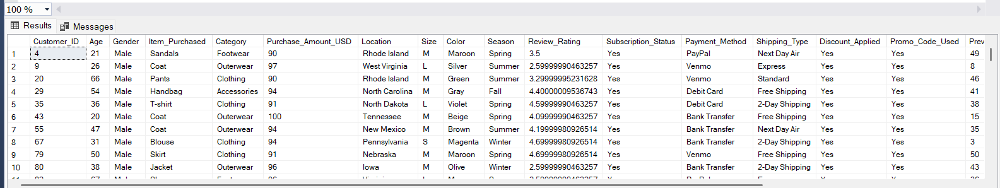 100 %
Results Messages
Customer_ID Age Gender Item_Purchased Category Purchase_Amount_USD Location Size Color Season Review_Rating Subscription_Status Payment_Method Shipping_Type Discount_Applied Promo_Code_Used Prev
1 4 21 Male Sandals Footwear 90 Rhode Island M Maroon Spring 3.5 Yes PayPal Next Day Air Yes Yes 49
2 9 26 Male Coat Outerwear 97 West Virginia L Silver Summer 2.59999990463257 Yes Venmo Express Yes Yes 8
3 20 66 Male Pants Clothing 90 Rhode Island M Green Summer 3.29999995231628 Yes Venmo Standard Yes Yes 46
4 29 54 Male Handbag Accessories 94 North Carolina M Gray Fall 4.40000009536743 Yes Debit Card Free Shipping Yes Yes 41
5 35 36 Male T-shirt Clothing 91 North Dakota L Violet Spring 4.59999990463257 Yes Debit Card 2-Day Shipping Yes Yes 38
6 43 20 Male Coat Outerwear 100 Tennessee M Beige Spring 4.09999990463257 Yes Bank Transfer Free Shipping Yes Yes 15
7 55 47 Male Coat Outerwear 94 New Mexico M Brown Summer 4.19999980926514 Yes Bank Transfer Next Day Air Yes Yes 35
8 67 31 Male Blouse Clothing 94 Pennsylvania S Magenta Winter 4.69999980926514 Yes Bank Transfer 2-Day Shipping Yes Yes 3
9 79 50 Male Skirt Clothing 91 Nebraska M Maroon Spring 4.69999980926514 Yes Venmo Free Shipping Yes Yes 50
10 80 38 Male Jacket Outerwear 96 Iowa M Olive Winter 2.59999990463257 Yes Bank Transfer 2-Day Shipping Yes Yes 43